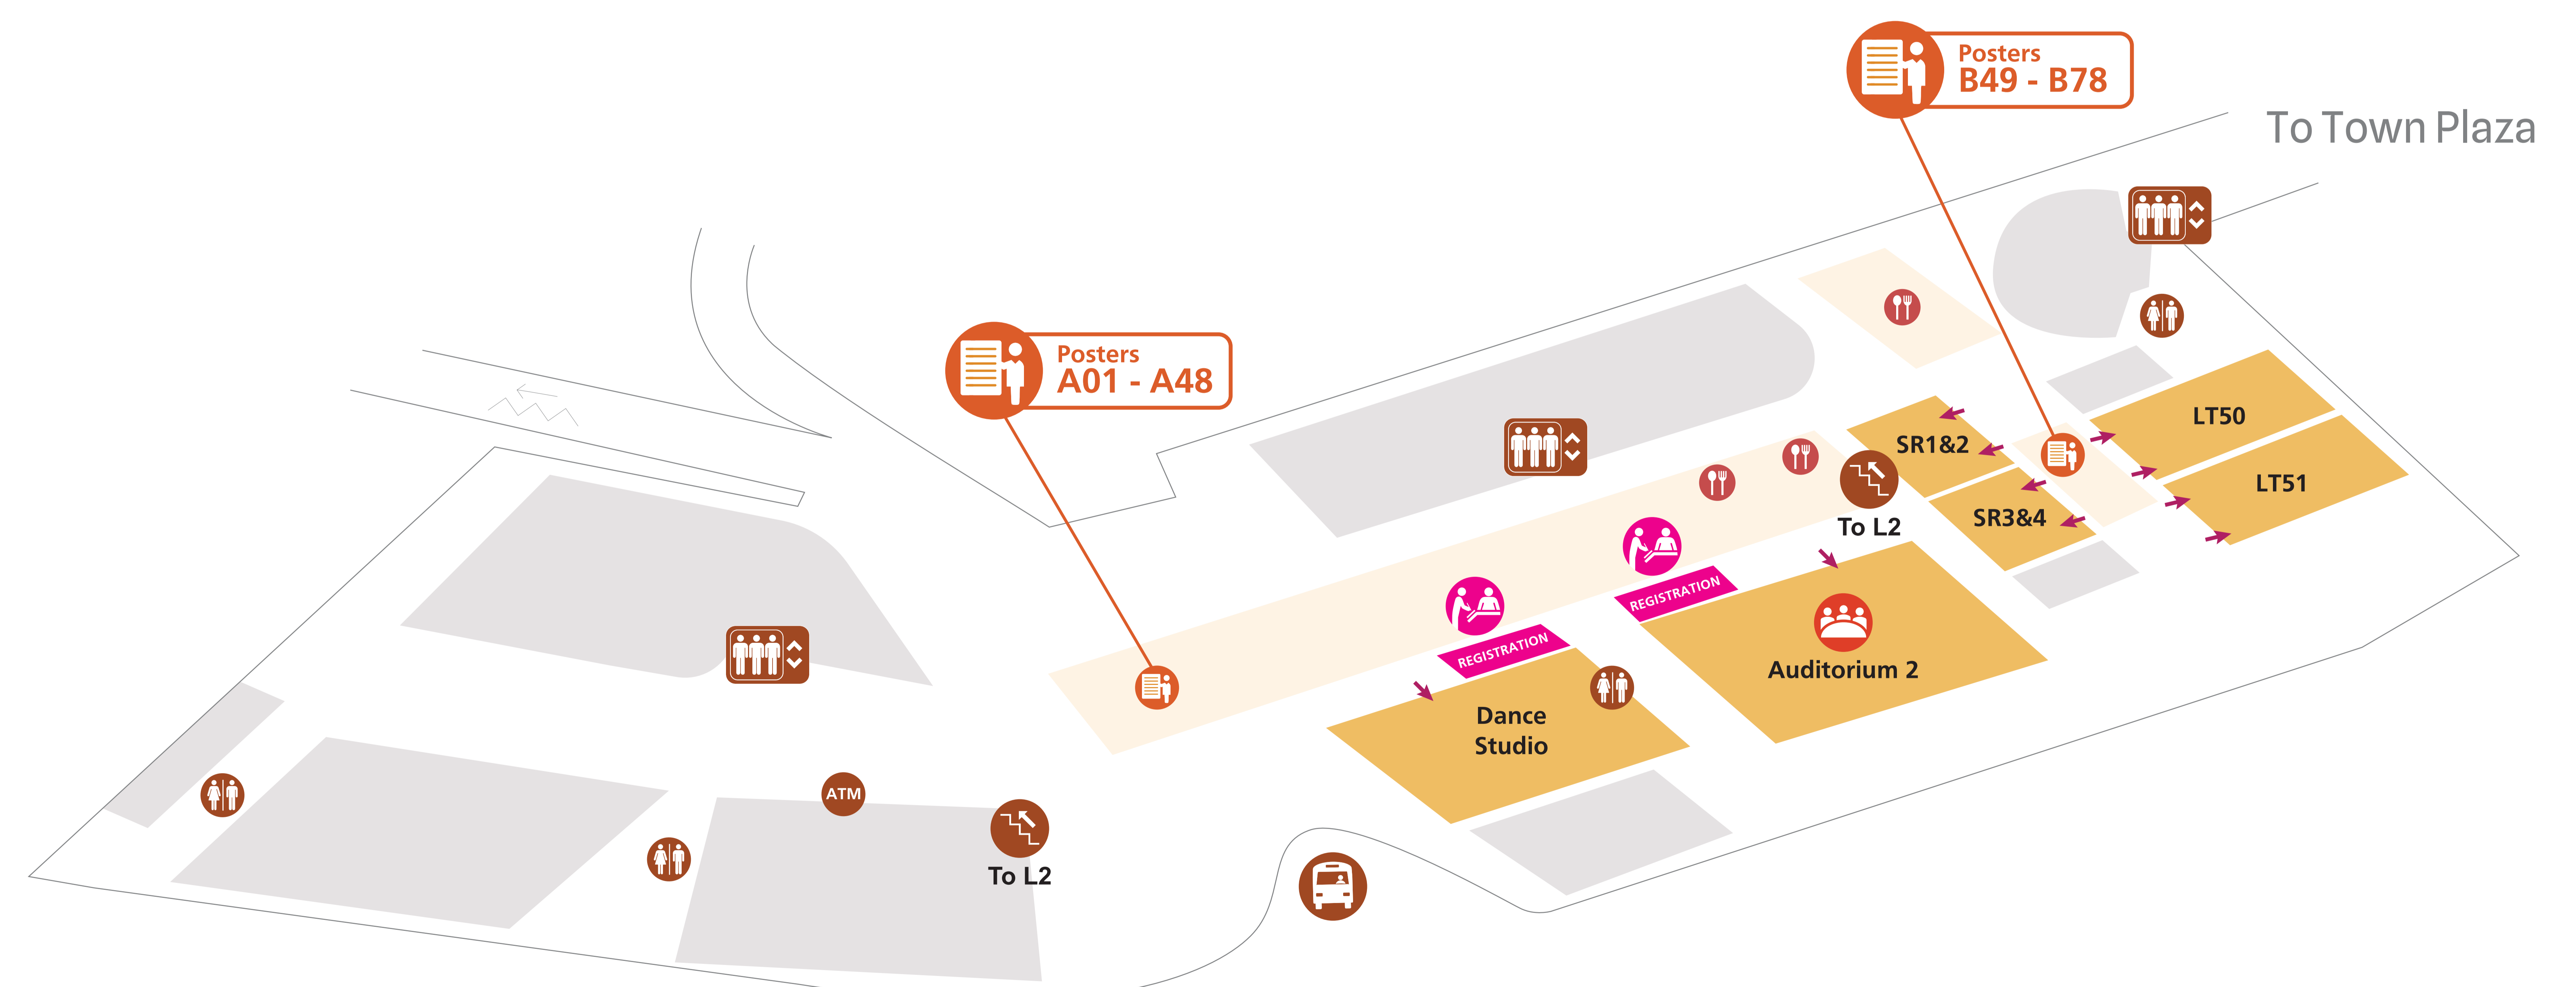 Posters
B49 - B78
To Town Plaza
Posters
A01 - A48
LT50
SR1&2
LT51
SR3&4
To L2
REGISTRATION
REGISTRATION
Auditorium 2
Dance
Studio
ATM
To L2